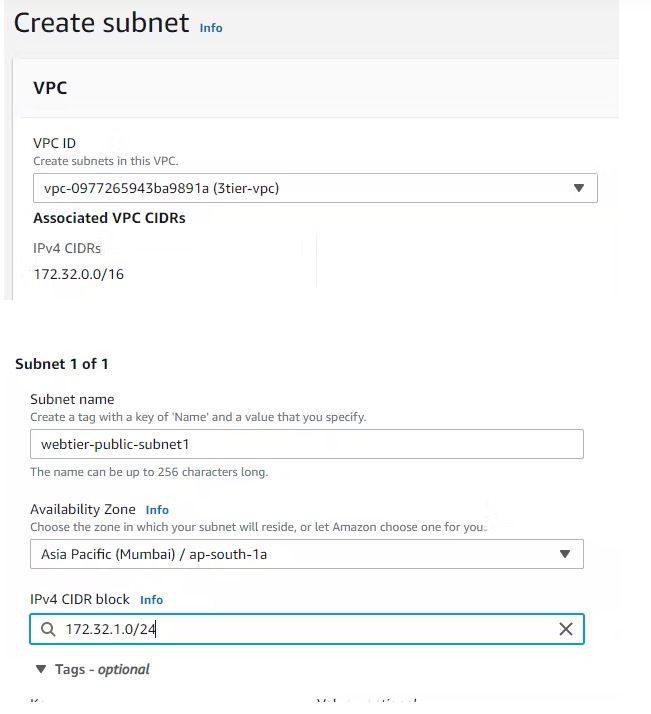 Create subnet Info
VPC
VPC ID
Create subnets in this VPC.
vpc-0977265943ba9891a (3tier-vpc)
Associated VPC CIDRs
IPv4 CIDRs
172.32.0.0/16
Subnet 1 of 1
Subnet name
Create a tag with a key of 'Name' and a value that you specify.
webtier-public-subnet1
The name can be up to 256 characters long.
Availability Zone Info
Choose the zone in which your subnet will reside, or let Amazon choose one for you.
Asia Pacific (Mumbai) / ap-south-1a
IPv4 CIDR block Info
172.32.1.0/24
Tags - optional